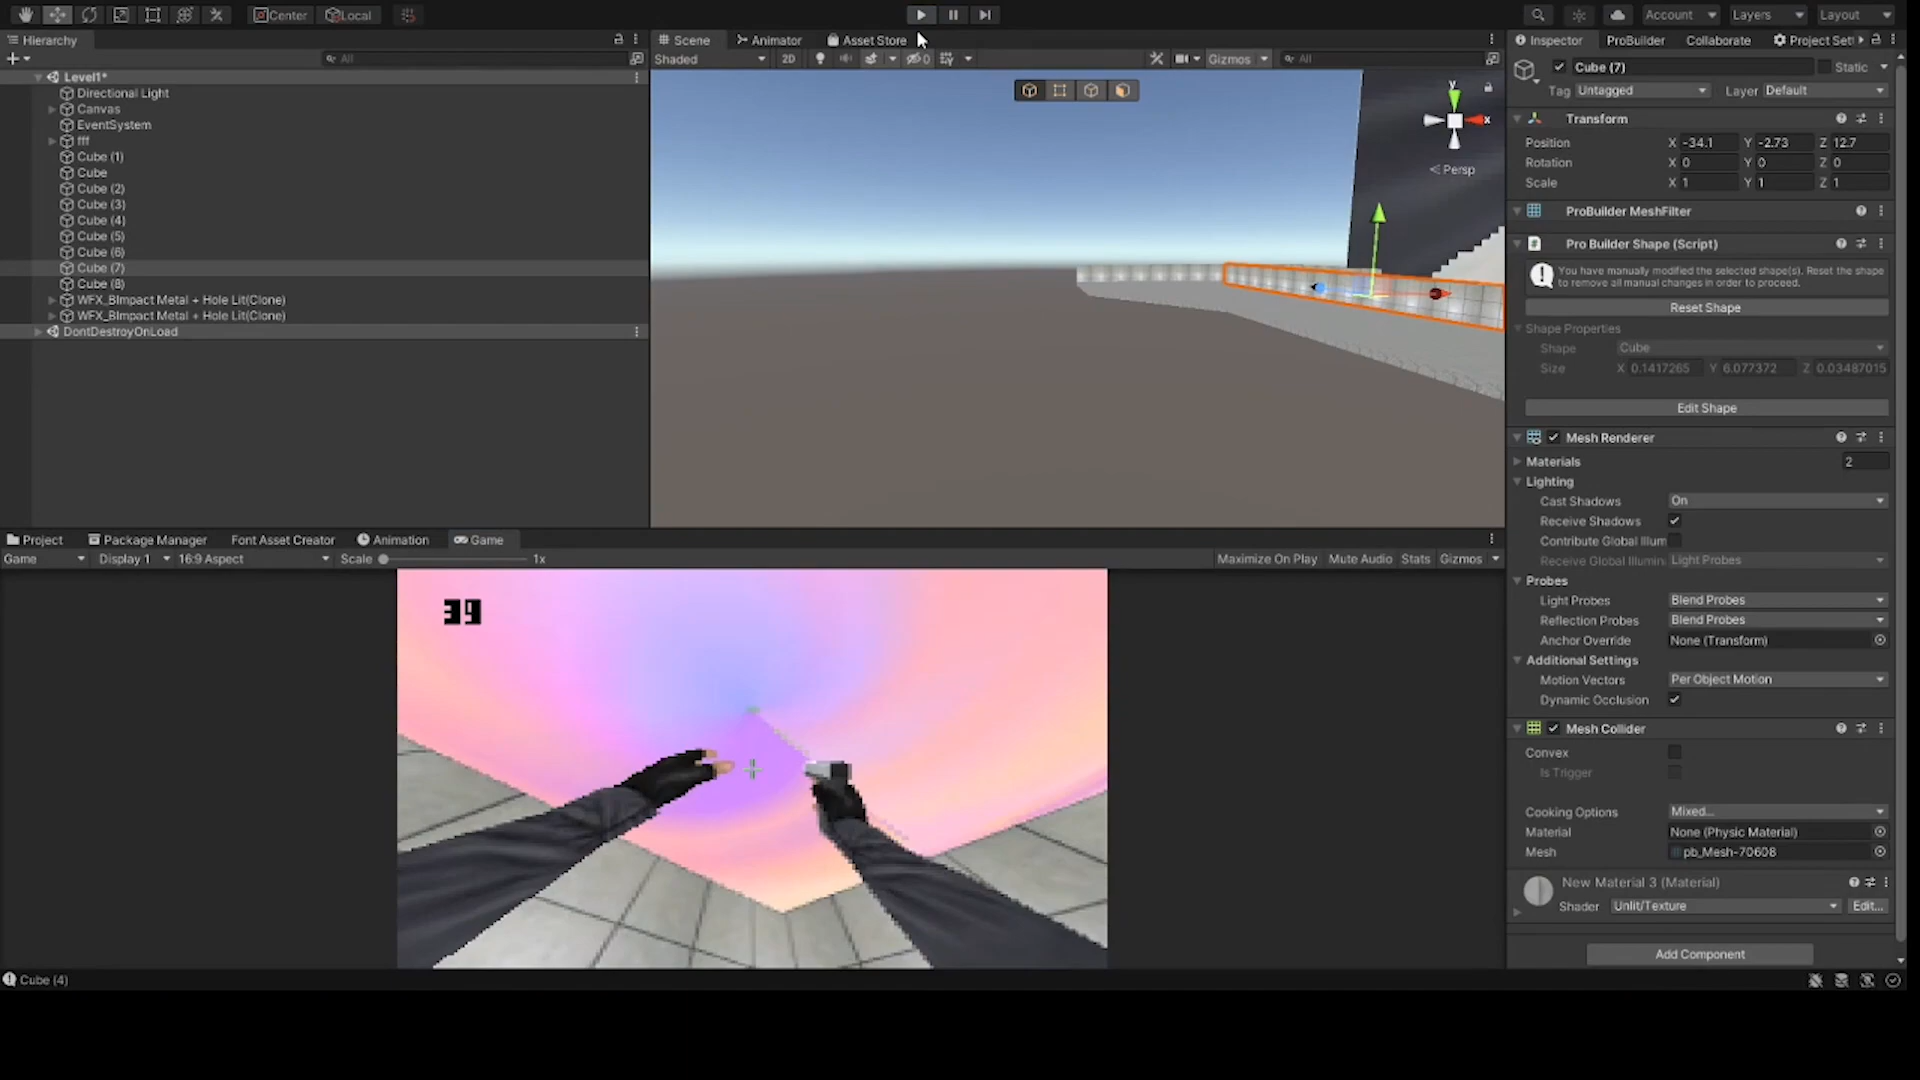 Center
Local
Account
Layers
Layout
Hierarchy
All
Level1*
Directional Light
Canvas
EventSystem
fff
Cube (1)
Cube
Cube (2)
Cube (3)
Cube (4)
Cube (5)
Cube (6)
Cube (7)
Cube (8)
WFX_BImpact Metal + Hole Lit(Clone)
WFX_BImpact Metal + Hole Lit(Clone)
DontDestroyOnLoad
Scene
Animator
Asset Store
Shaded
2D
0
Gizmos
All
y
x
< Persp
Inspector
ProBuilder
Collaborate
Project Set
Cube (7)
Static
Tag Untagged
Layer Default
Transform
Position X -34.1 Y -2.73 Z 12.7
Rotation X 0 Y 0 Z 0
Scale X 1 Y 1 Z 1
ProBuilder MeshFilter
Pro Builder Shape (Script)
You have manually modified the selected shape(s). Reset the shape
to remove all manual changes in order to proceed.
Reset Shape
Shape Properties
Shape Cube
Size X 0.1417265 Y 6.077372 Z 0.03487015
Edit Shape
Mesh Renderer
Materials 2
Lighting
Cast Shadows On
Receive Shadows
Contribute Global Illum
Receive Global Illumin Light Probes
Probes
Light Probes Blend Probes
Reflection Probes Blend Probes
Anchor Override None (Transform)
Additional Settings
Motion Vectors Per Object Motion
Dynamic Occlusion
Mesh Collider
Convex
Is Trigger
Cooking Options Mixed...
Material None (Physic Material)
Mesh pb_Mesh-70608
New Material 3 (Material)
Shader Unlit/Texture Edit...
Add Component
Project
Package Manager
Font Asset Creator
Animation
Game
Game
Display 1
16:9 Aspect
Scale
1x
Maximize On Play
Mute Audio
Stats
Gizmos
39
Cube (4)